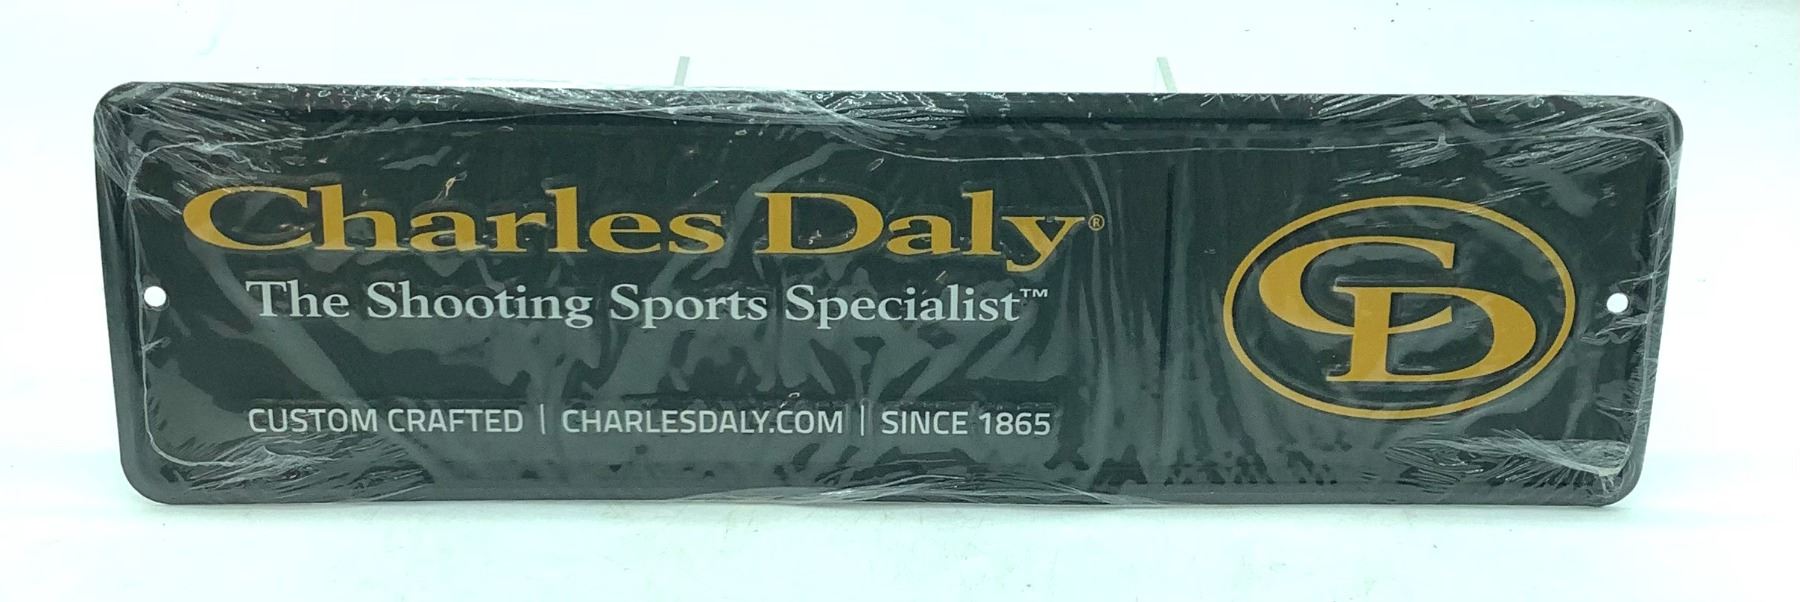 Charles Daly®
The Shooting Sports Specialist™
CUSTOM CRAFTED | CHARLESDALY.COM | SINCE 1865
CD